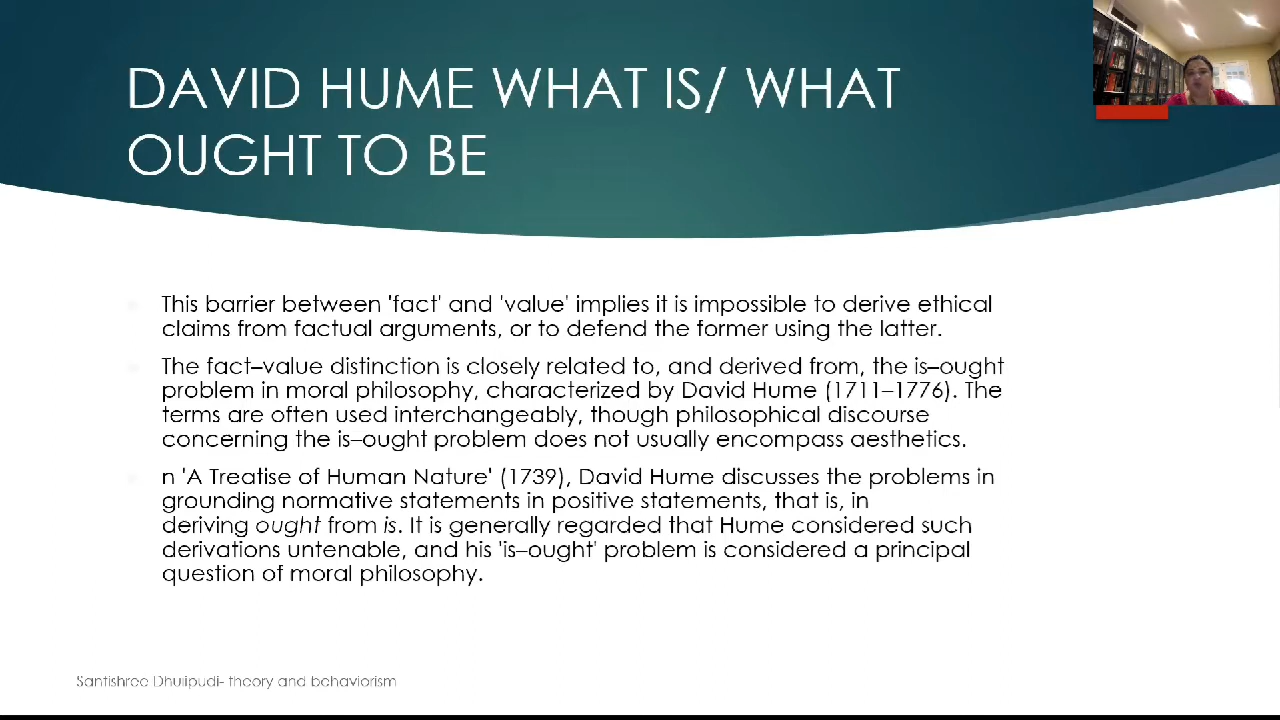 DAVID HUME WHAT IS/ WHAT
OUGHT TO BE
This barrier between 'fact' and 'value' implies it is impossible to derive ethical
claims from factual arguments, or to defend the former using the latter.
The fact–value distinction is closely related to, and derived from, the is–ought
problem in moral philosophy, characterized by David Hume (1711–1776). The
terms are often used interchangeably, though philosophical discourse
concerning the is–ought problem does not usually encompass aesthetics.
n 'A Treatise of Human Nature' (1739), David Hume discusses the problems in
grounding normative statements in positive statements, that is, in
deriving ought from is. It is generally regarded that Hume considered such
derivations untenable, and his 'is–ought' problem is considered a principal
question of moral philosophy.
Santishree Dhulipudi- theory and behaviorism